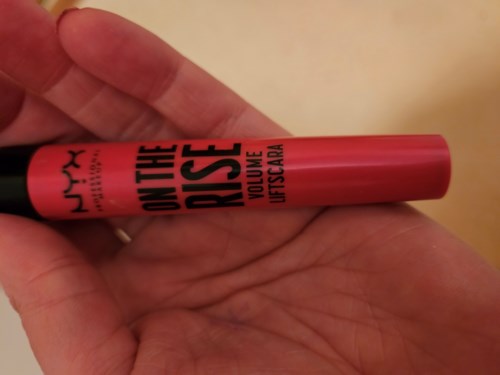 NYX
PROFESSIONAL
MAKEUP
ON THE
RISE
VOLUME
LIFTSCARA